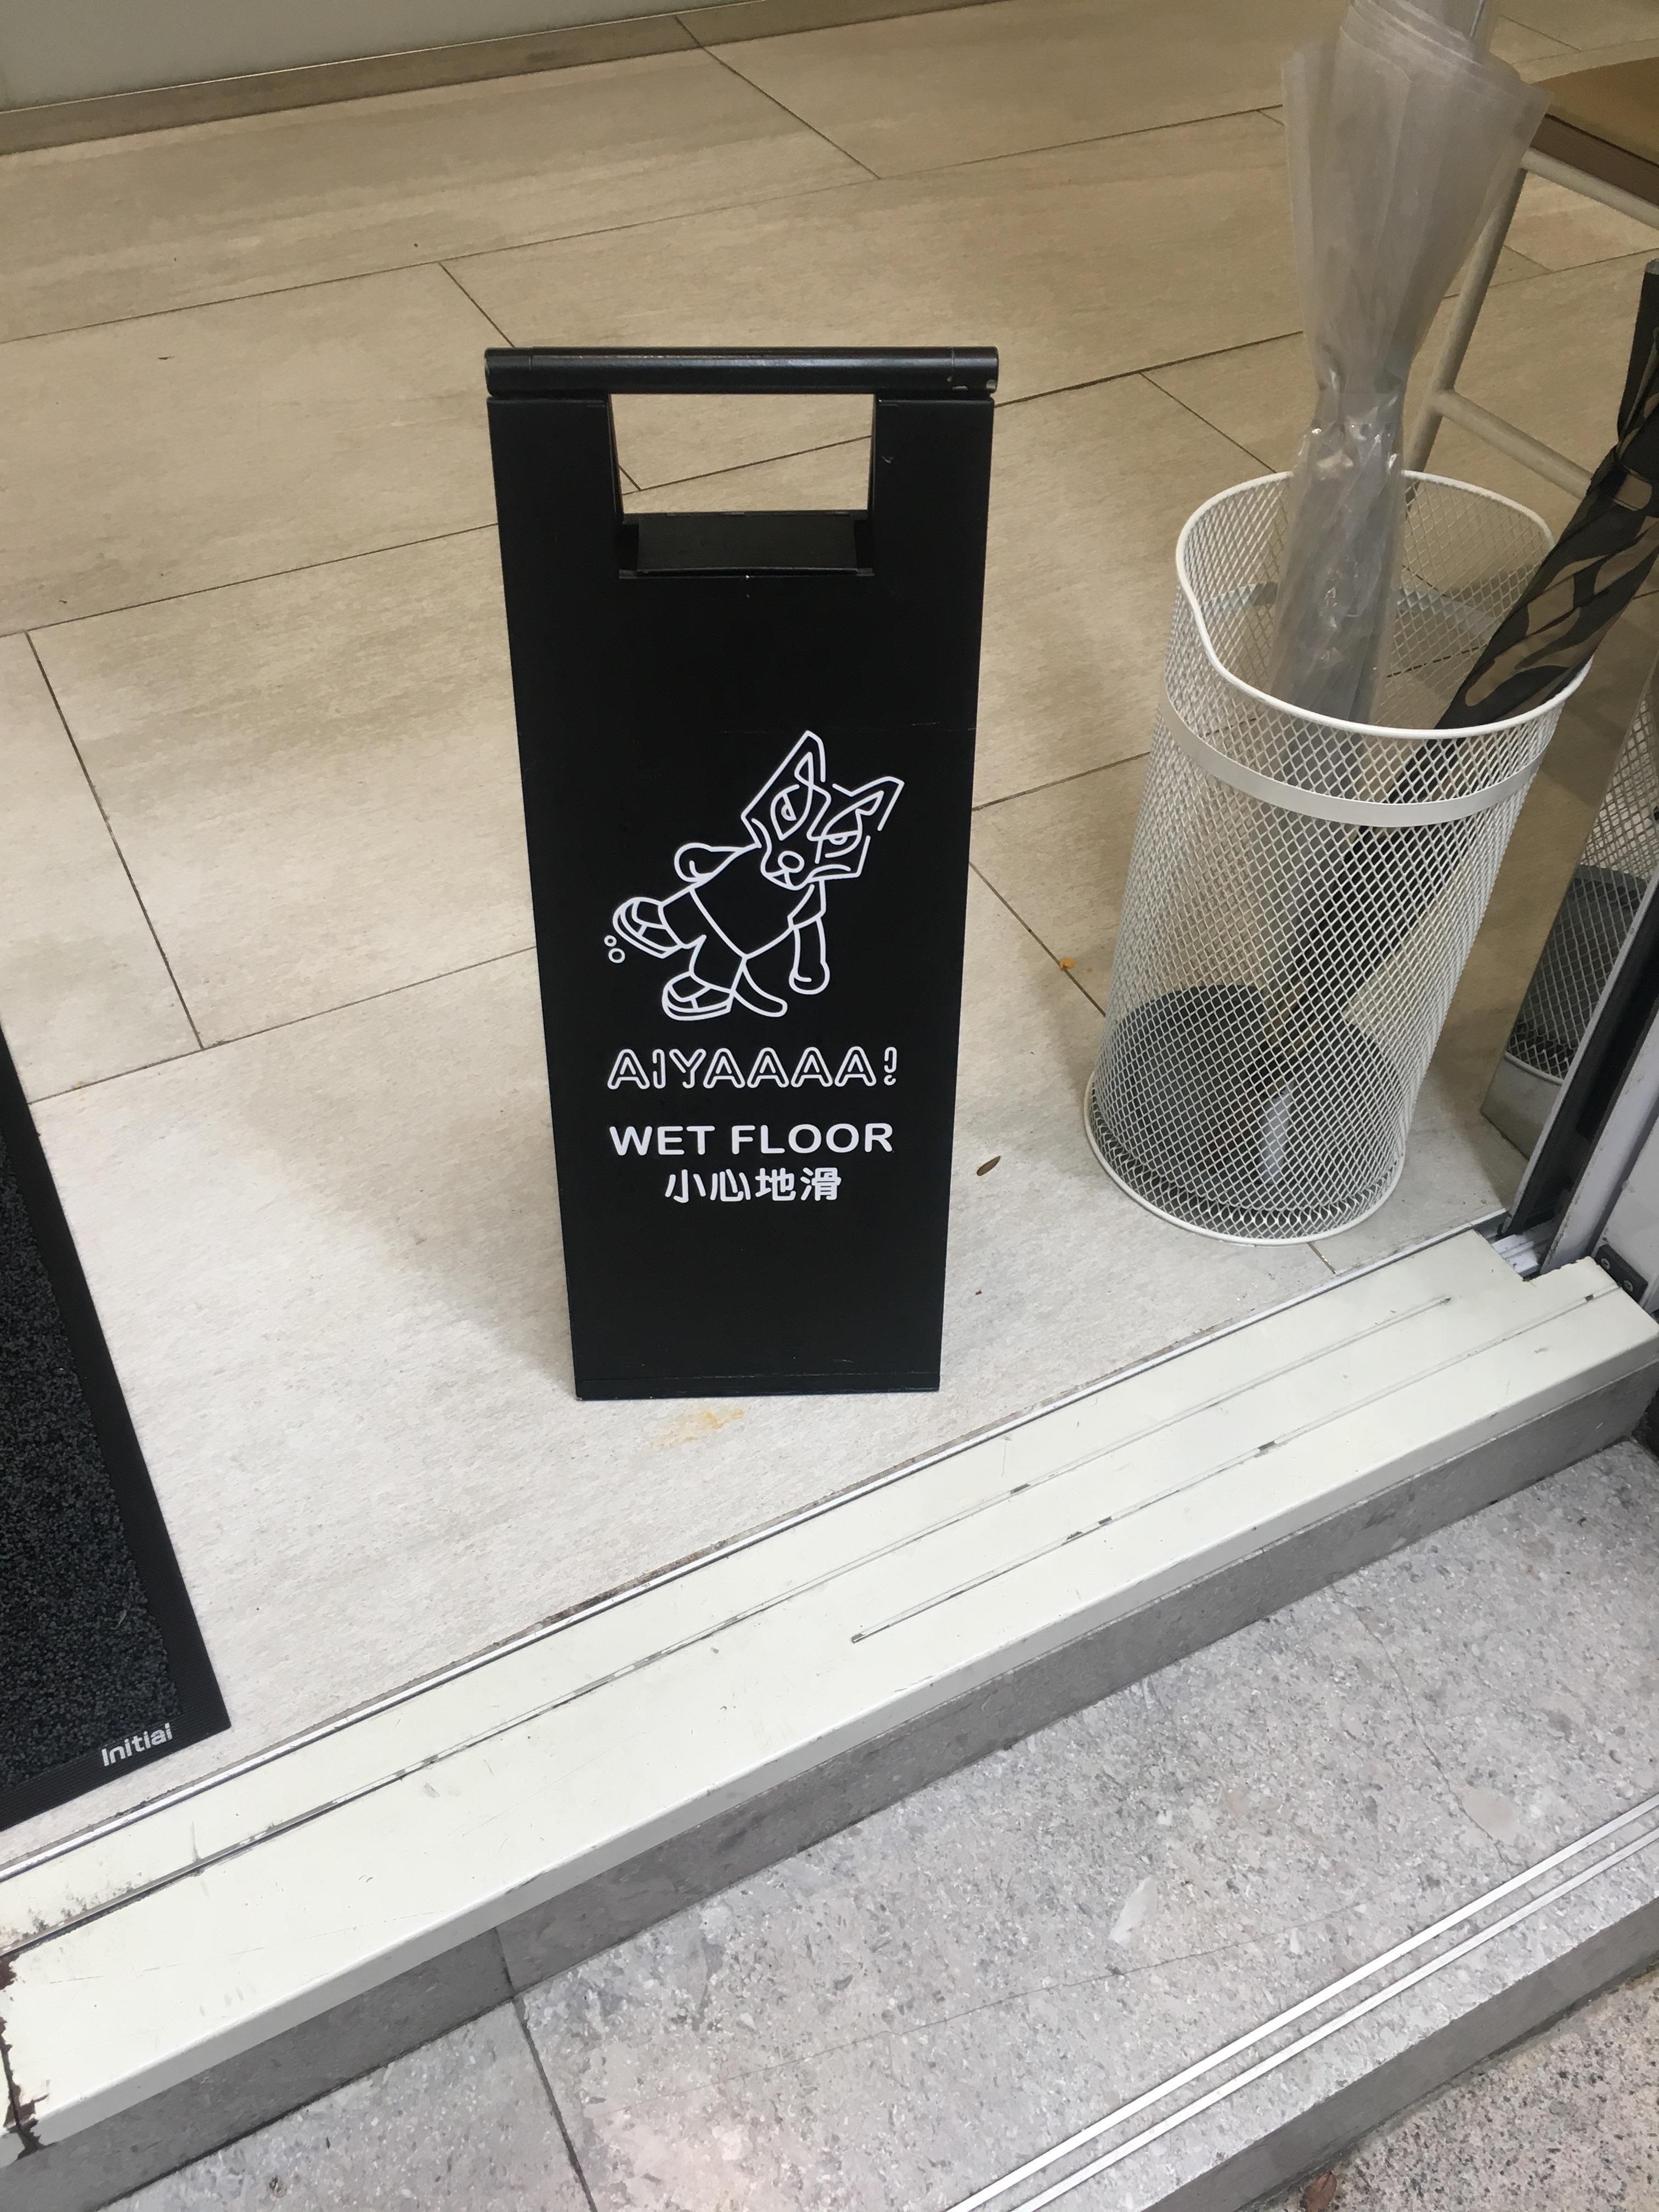 AIYAAAA!
WET FLOOR
小心地滑
Initial